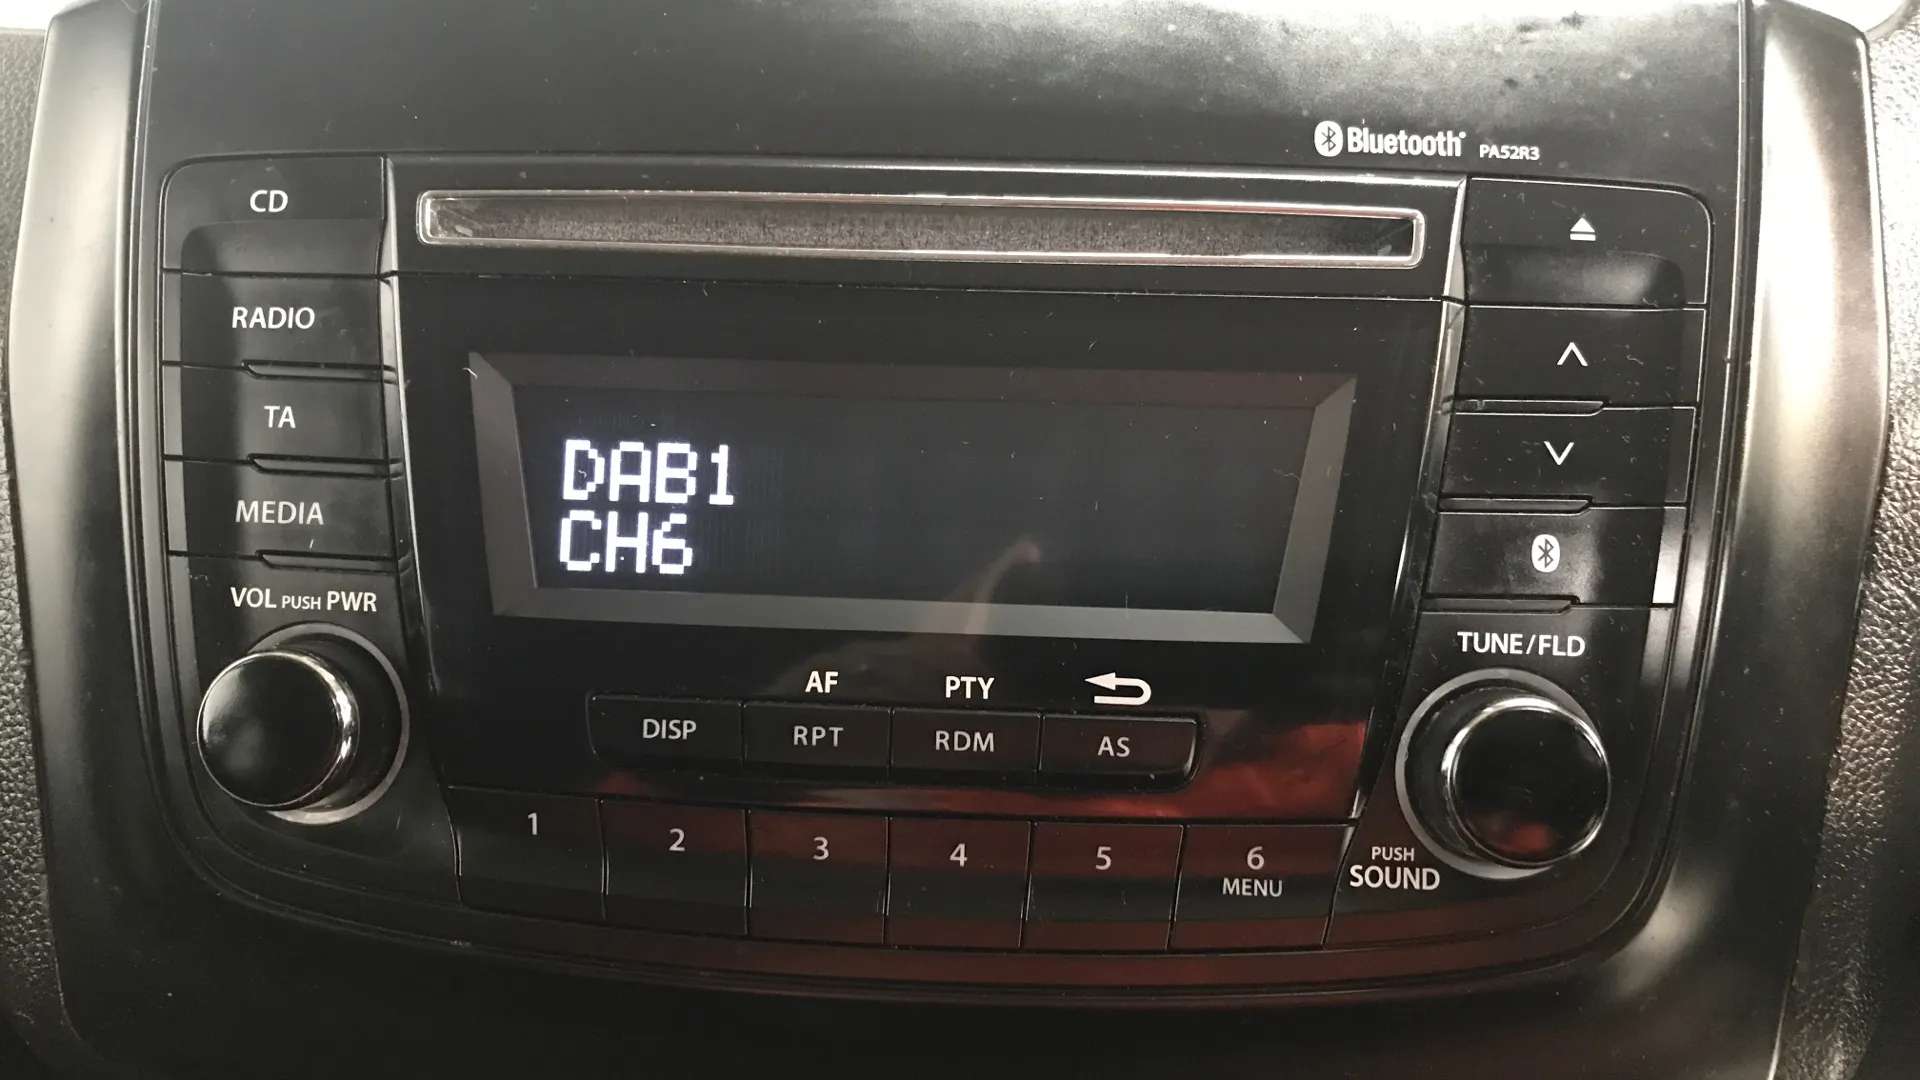 Bluetooth PA52R3
CD
RADIO
TA
MEDIA
VOL PUSH PWR
DAB1
CH6
TUNE/FLD
AF PTY
DISP RPT RDM AS
1 2 3 4 5 6
MENU
PUSH
SOUND